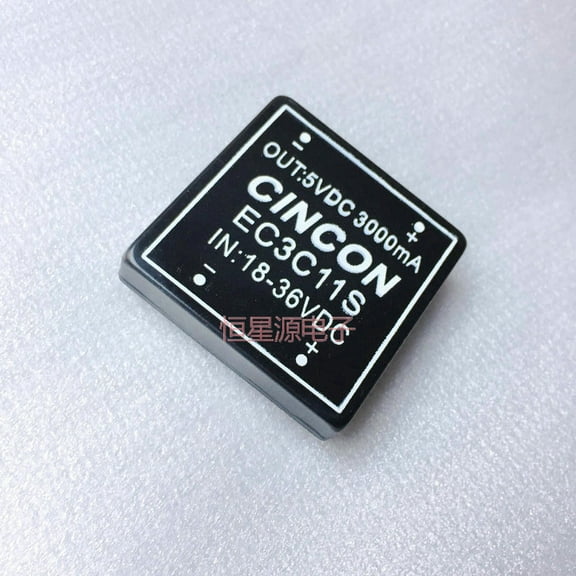 -
+
OUT:5VDC 3000mA
CINCON
EC3C11S
IN:18-36VDC
-
+
恒星源电子